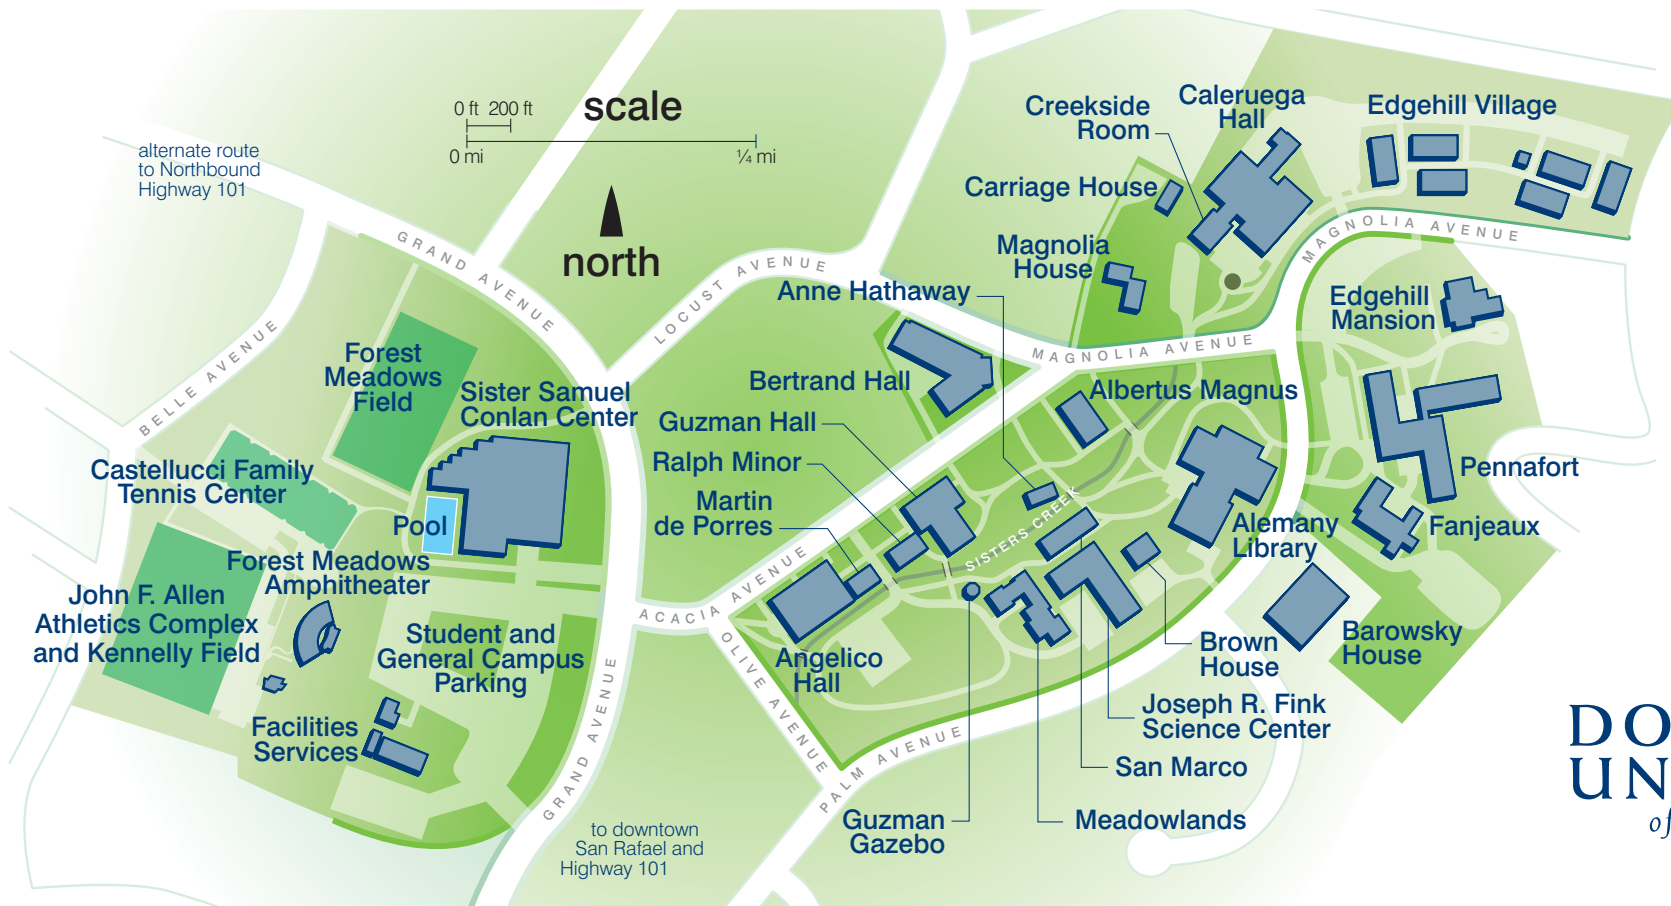 0 ft 200 ft
scale
0 mi
¼ mi
north
alternate route
to Northbound
Highway 101
GRAND AVENUE
LOCUST AVENUE
BELLE AVENUE
Creekside
Room
Caleruega
Hall
Edgehill Village
Carriage House
Magnolia
House
MAGNOLIA AVENUE
Anne Hathaway
Edgehill
Mansion
MAGNOLIA AVENUE
Forest
Meadows
Field
Sister Samuel
Conlan Center
Bertrand Hall
Albertus Magnus
Guzman Hall
Ralph Minor
Martin
de Porres
Castellucci Family
Tennis Center
Pool
Pennafort
SISTERS CREEK
Alemany
Library
Fanjeaux
Forest Meadows
Amphitheater
John F. Allen
Athletics Complex
and Kennelly Field
Student and
General Campus
Parking
ACACIA AVENUE
OLIVE AVENUE
Angelico
Hall
Brown
House
Barowsky
House
Facilities
Services
GRAND AVENUE
PALM AVENUE
Joseph R. Fink
Science Center
San Marco
Guzman
Gazebo
Meadowlands
to downtown
San Rafael and
Highway 101
DO
UN
of